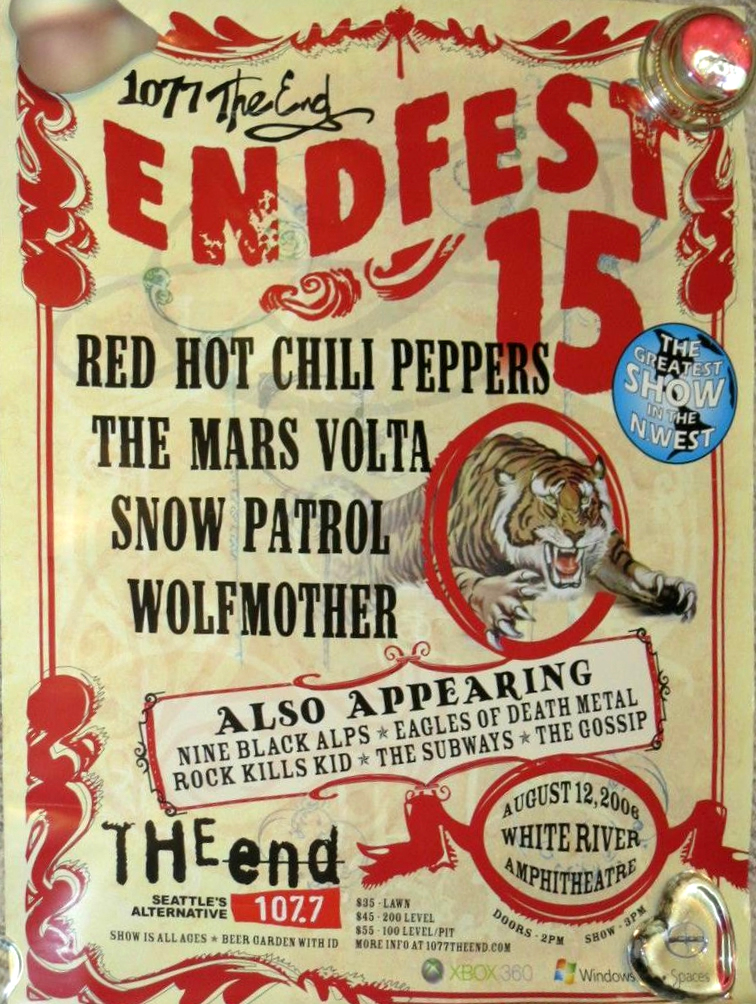 107.7 The End
ENDFEST
15
RED HOT CHILI PEPPERS
THE MARS VOLTA
SNOW PATROL
WOLFMOTHER
THE
GREATEST
SHOW
IN THE
N.WEST
ALSO APPEARING
NINE BLACK ALPS ★ EAGLES OF DEATH METAL
ROCK KILLS KID ★ THE SUBWAYS ★ THE GOSSIP
AUGUST 12, 2006
WHITE RIVER
AMPHITHEATRE
DOORS - 2PM SHOW - 3PM
THE end
SEATTLE'S
ALTERNATIVE
107.7
$35 - LAWN
$45 - 200 LEVEL
$55 - 100 LEVEL/PIT
SHOW IS ALL AGES ★ BEER GARDEN WITH ID
MORE INFO AT 1077THEEND.COM
XBOX 360
Windows Spaces